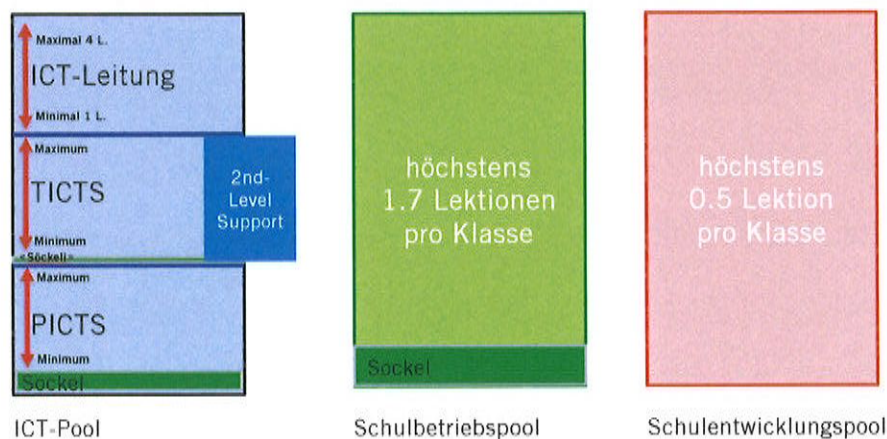 Maximal 4 L.
ICT-Leitung
Minimal 1 L.
Maximum
TICTS
Minimum
«Söckeli»
2nd-
Level
Support
Maximum
PICTS
Minimum
Sockel
ICT-Pool
höchstens
1.7 Lektionen
pro Klasse
Sockel
Schulbetriebspool
höchstens
0.5 Lektion
pro Klasse
Schulentwicklungspool